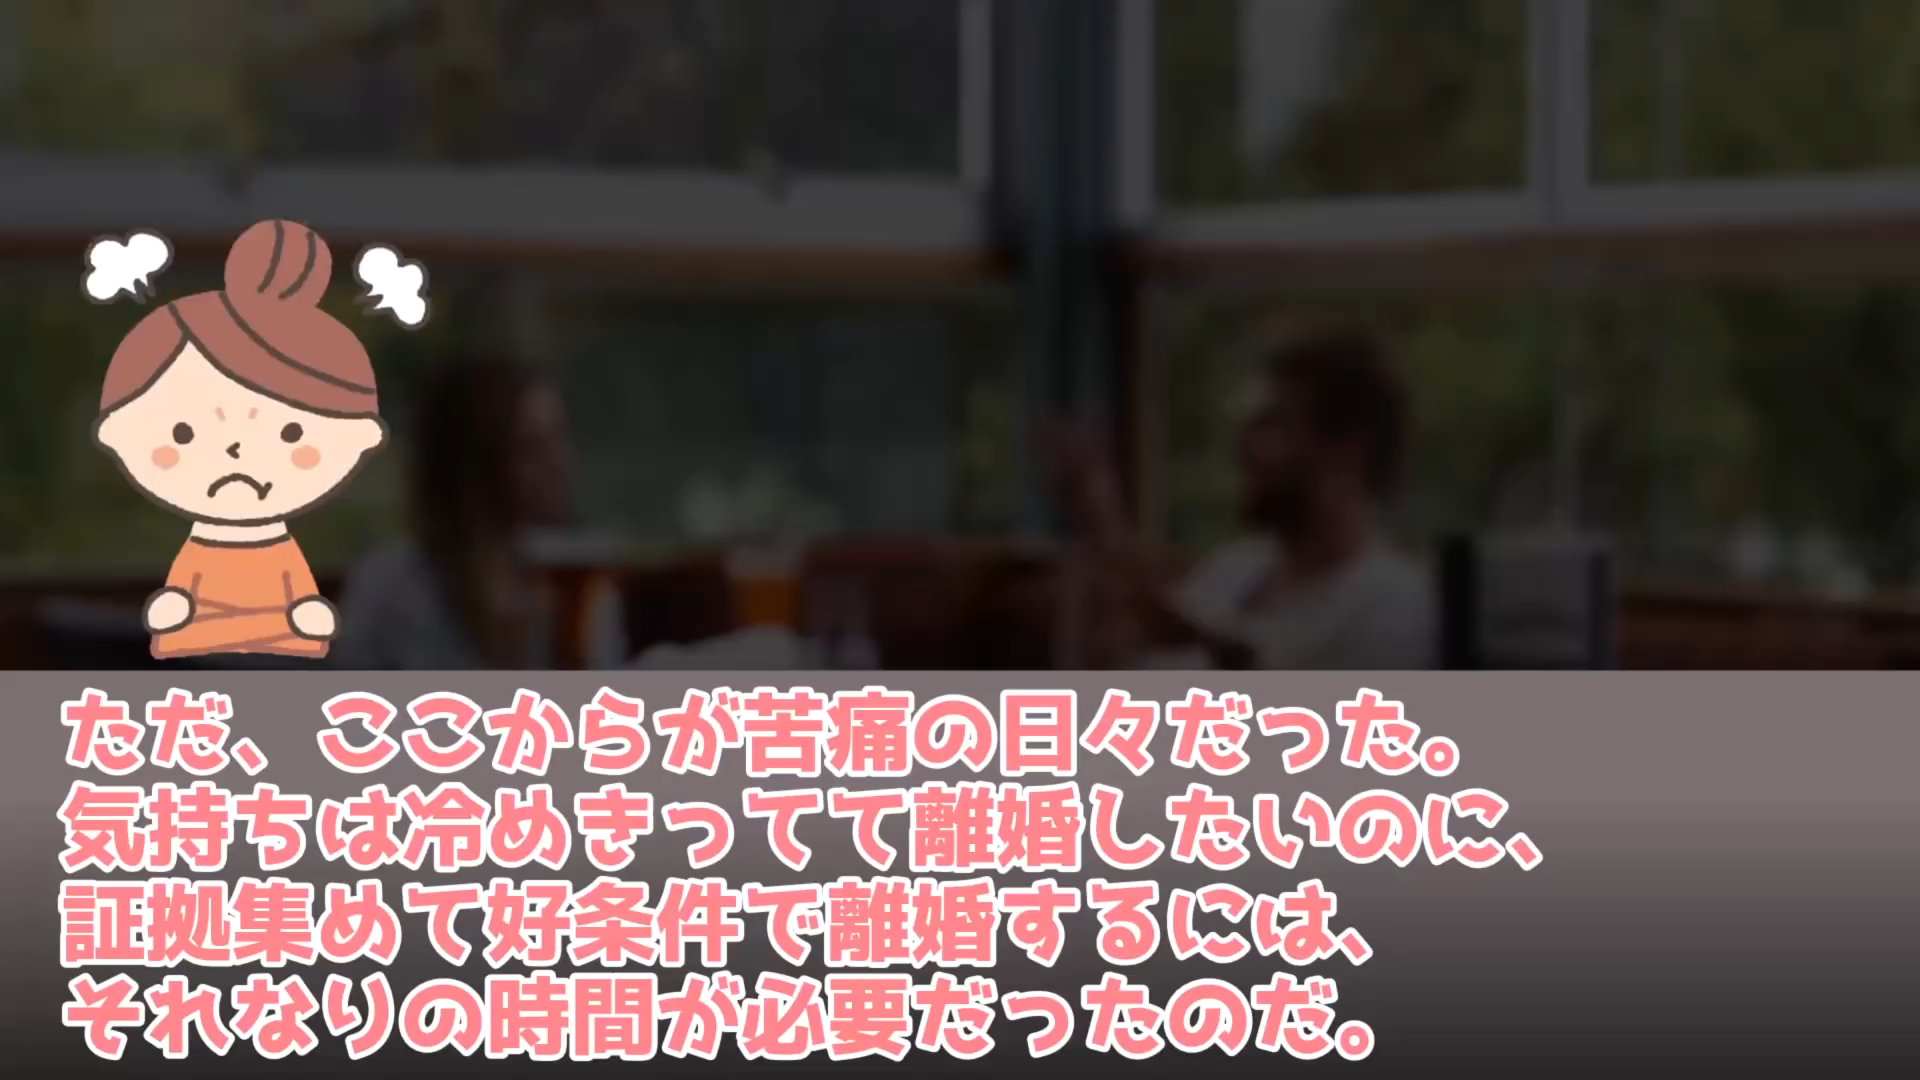 ただ、ここからが苦痛の日々だった。
気持ちは冷めきってて離婚したいのに、
証拠集めて好条件で離婚するには、
それなりの時間が必要だったのだ。